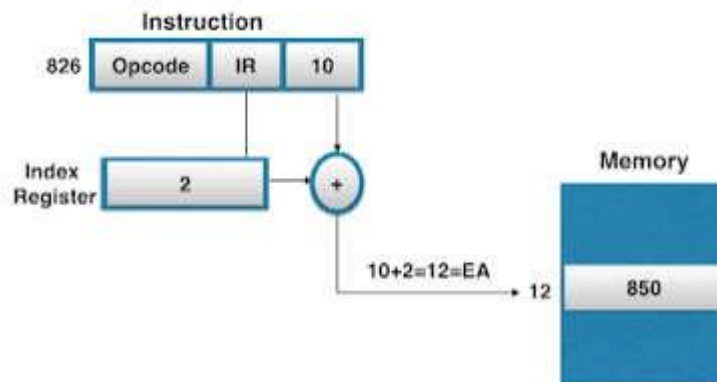 Instruction
826 Opcode IR 10
Index
Register
2
+
Memory
10+2=12=EA
12
850